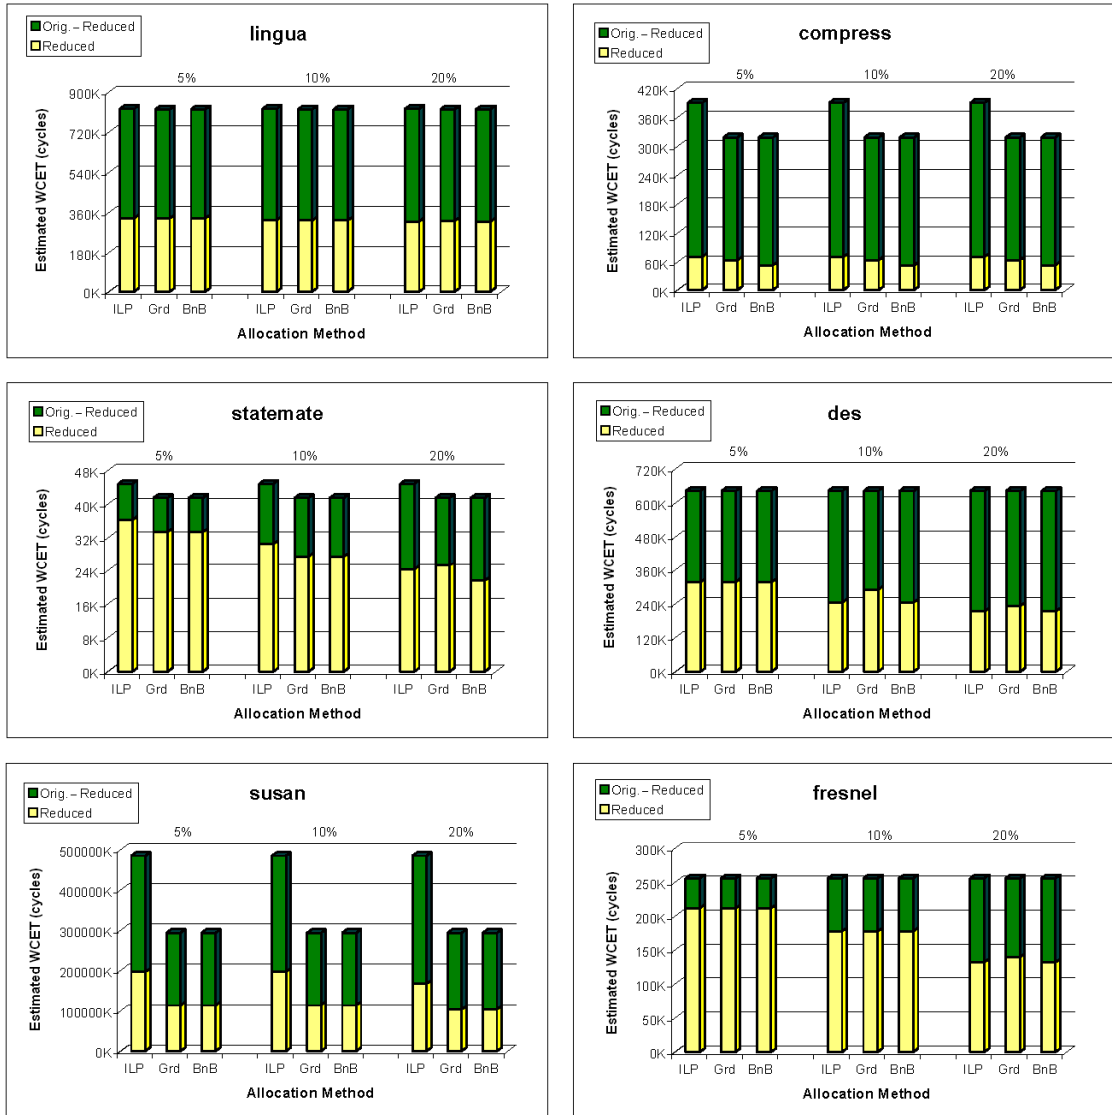 Orig. – Reduced
Reduced
lingua
5% 10% 20%
Estimated WCET (cycles)
900K
720K
540K
360K
180K
0K
ILP Grd BnB ILP Grd BnB ILP Grd BnB
Allocation Method
Orig. – Reduced
Reduced
compress
5% 10% 20%
Estimated WCET (cycles)
420K
360K
300K
240K
180K
120K
60K
0K
ILP Grd BnB ILP Grd BnB ILP Grd BnB
Allocation Method
Orig. – Reduced
Reduced
statemate
5% 10% 20%
Estimated WCET (cycles)
48K
40K
32K
24K
16K
8K
0K
ILP Grd BnB ILP Grd BnB ILP Grd BnB
Allocation Method
Orig. – Reduced
Reduced
des
5% 10% 20%
Estimated WCET (cycles)
720K
600K
480K
360K
240K
120K
0K
ILP Grd BnB ILP Grd BnB ILP Grd BnB
Allocation Method
Orig. – Reduced
Reduced
susan
5% 10% 20%
Estimated WCET (cycles)
500000K
400000K
300000K
200000K
100000K
0K
ILP Grd BnB ILP Grd BnB ILP Grd BnB
Allocation Method
Orig. – Reduced
Reduced
fresnel
5% 10% 20%
Estimated WCET (cycles)
300K
250K
200K
150K
100K
50K
0K
ILP Grd BnB ILP Grd BnB ILP Grd BnB
Allocation Method